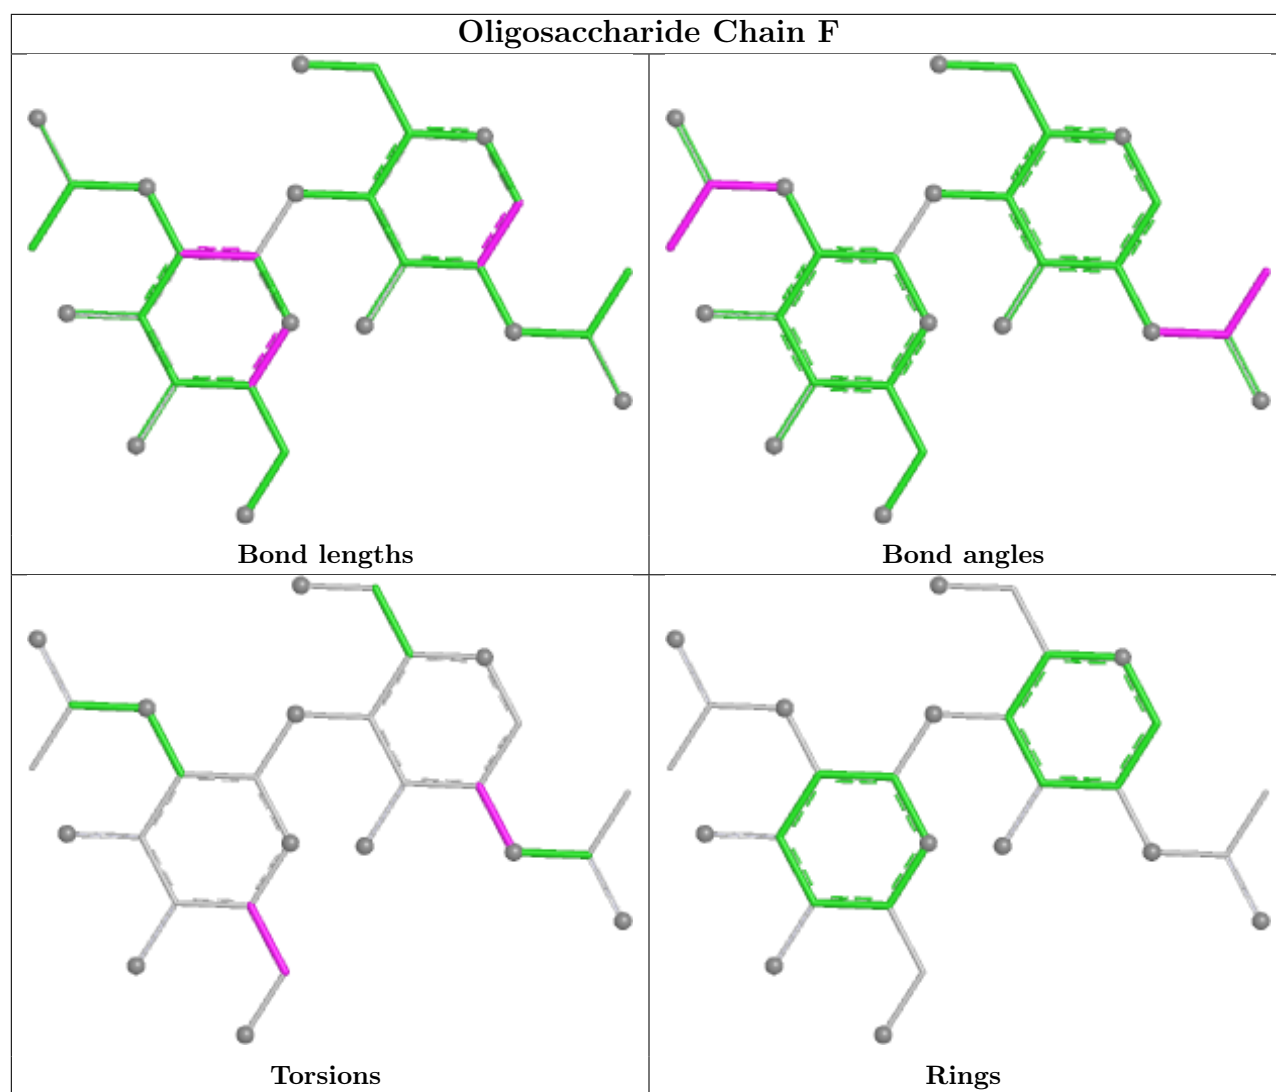 Oligosaccharide Chain F
Bond lengths
Bond angles
Torsions
Rings